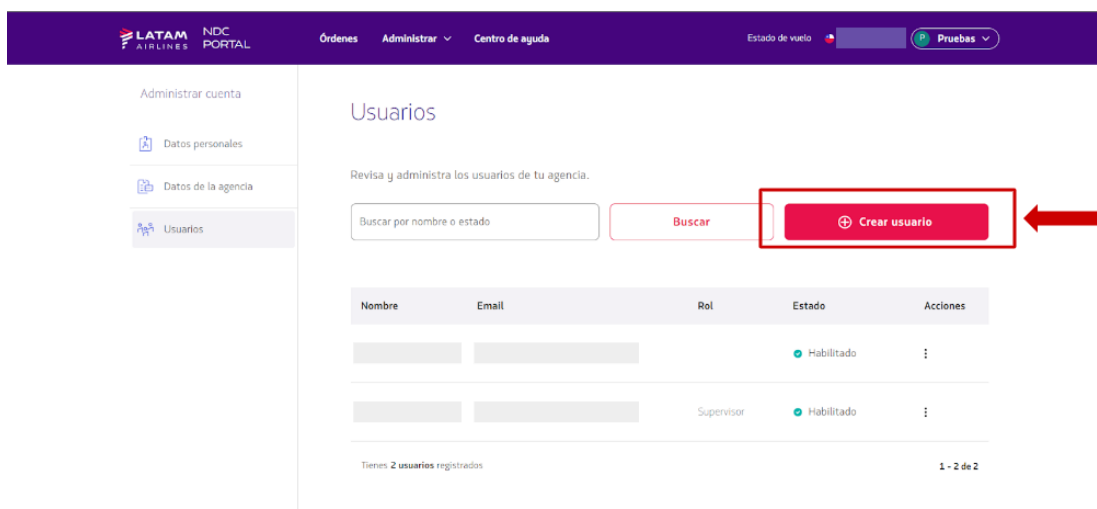 LATAM AIRLINES NDC PORTAL
Órdenes Administrar Centro de ayuda Estado de vuelo P Pruebas
Administrar cuenta
Datos personales
Datos de la agencia
Usuarios
Usuarios
Revisa y administra los usuarios de tu agencia.
Buscar por nombre o estado Buscar Crear usuario
Nombre Email Rol Estado Acciones
Habilitado
Supervisor Habilitado
Tienes 2 usuarios registrados 1 - 2 de 2